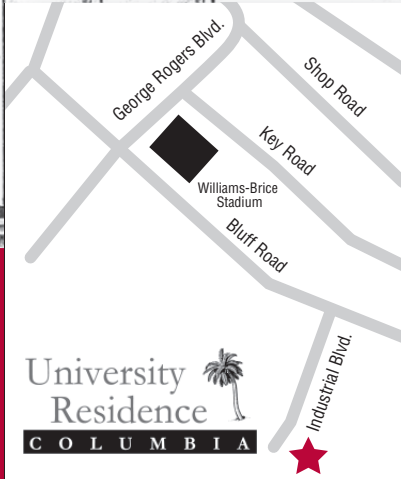 George Rogers Blvd.
Shop Road
Key Road
Williams-Brice
Stadium
Bluff Road
Industrial Blvd.
University
Residence
COLUMBIA